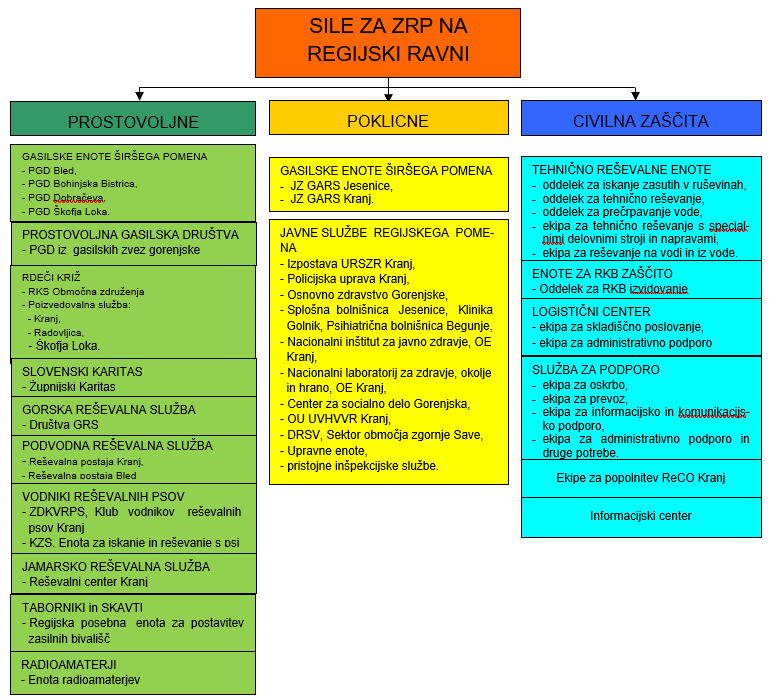 SILE ZA ZRP NA
REGIJSKI RAVNI
PROSTOVOLJNE
GASILSKE ENOTE ŠIRŠEGA POMENA
- PGD Bled,
- PGD Bohinjska Bistrica,
- PGD Dobračeva,
- PGD Škofja Loka.
PROSTOVOLJNA GASILSKA DRUŠTVA
- PGD iz gasilskih zvez gorenjske
RDEČI KRIŽ
- RKS Območna združenja
- Poizvedovalna služba:
- Kranj,
- Radovljica,
- Škofja Loka.
SLOVENSKI KARITAS
- Župnijski Karitas
GORSKA REŠEVALNA SLUŽBA
- Društva GRS
PODVODNA REŠEVALNA SLUŽBA
- Reševalna postaja Kranj,
- Reševalna postaja Bled
VODNIKI REŠEVALNIH PSOV
- ZDKVRPS, Klub vodnikov reševalnih
psov Kranj
- KZS. Enota za iskanje in reševanje s psi
JAMARSKO REŠEVALNA SLUŽBA
- Reševalni center Kranj
TABORNIKI in SKAVTI
- Regijska posebna enota za postavitev
zasilnih bivališč
RADIOAMATERJI
- Enota radioamaterjev
POKLICNE
GASILSKE ENOTE ŠIRŠEGA POMENA
- JZ GARS Jesenice,
- JZ GARS Kranj.
JAVNE SLUŽBE REGIJSKEGA POME-
NA
- Izpostava URSZR Kranj,
- Policijska uprava Kranj,
- Osnovno zdravstvo Gorenjske,
- Splošna bolnišnica Jesenice, Klinika
Golnik, Psihiatrična bolnišnica Begunje,
- Nacionalni inštitut za javno zdravje, OE
Kranj,
- Nacionalni laboratorij za zdravje, okolje
in hrano, OE Kranj,
- Center za socialno delo Gorenjska,
- OU UVHVVR Kranj,
- DRSV, Sektor območja zgornje Save,
- Upravne enote,
- pristojne inšpekcijske službe.
CIVILNA ZAŠČITA
TEHNIČNO REŠEVALNE ENOTE
- oddelek za iskanje zasutih v ruševinah,
- oddelek za tehnično reševanje,
- oddelek za prečrpavanje vode,
- ekipa za tehnično reševanje s special-
nimi delovnimi stroji in napravami,
- ekipa za reševanje na vodi in iz vode.
ENOTE ZA RKB ZAŠČITO
- Oddelek za RKB izvidovanje
LOGISTIČNI CENTER
- ekipa za skladiščno poslovanje,
- ekipa za administrativno podporo
SLUŽBA ZA PODPORO
- ekipa za oskrbo,
- ekipa za prevoz,
- ekipa za informacijsko in komunikacijs-
ko podporo,
- ekipa za administrativno podporo in
druge potrebe.
Ekipe za popolnitev ReCO Kranj
Informacijski center